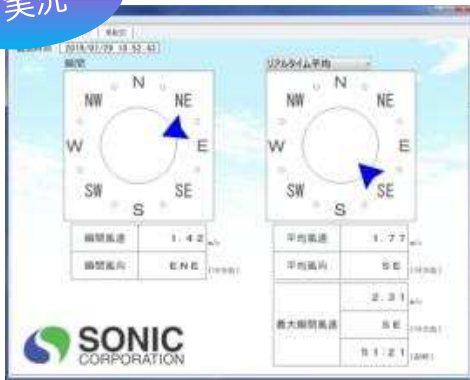 実況
2019/07/29 10:52:43
瞬間
リアルタイム平均
N
NW NE
W E
SW SE
S
N
NW NE
W E
SW SE
S
瞬間風速 1.42 m/s
瞬間風向 ENE
平均風速 1.77 m/s
平均風向 SE
最大瞬間風速 2.31 m/s
SE
51:21
SONIC
CORPORATION